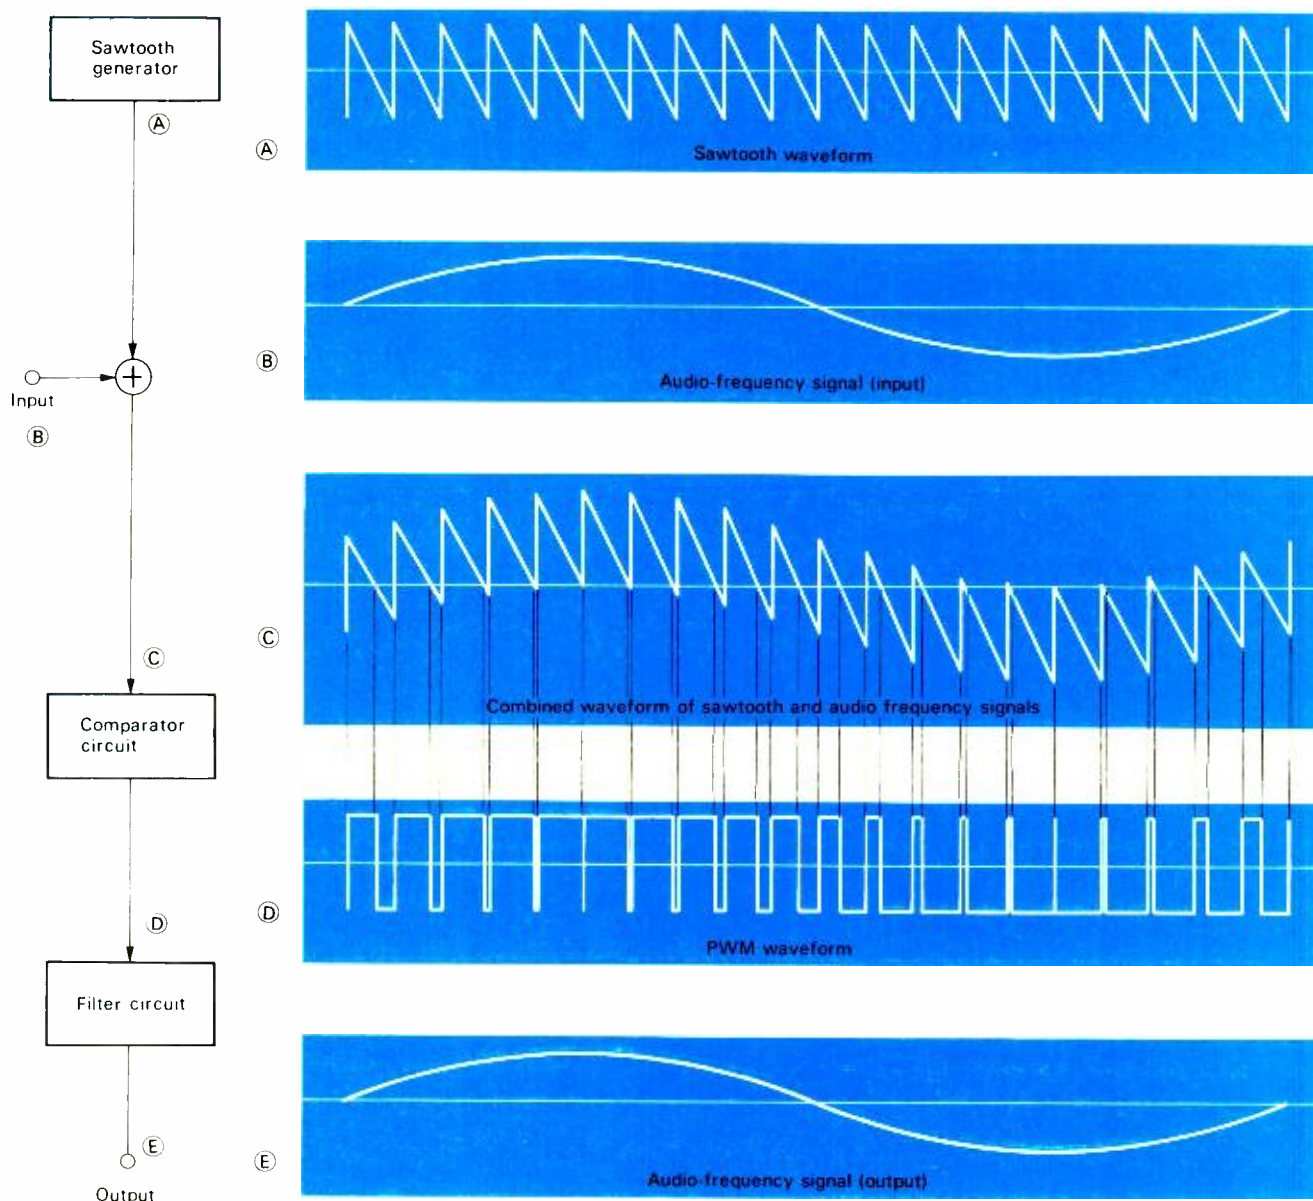 Sawtooth
generator
Ⓐ
Ⓐ
Sawtooth waveform
Input
Ⓑ
Ⓑ
Audio-frequency signal (input)
Ⓒ
Ⓒ
Combined waveform of sawtooth and audio frequency signals
Comparator
circuit
Ⓓ
Ⓓ
PWM waveform
Filter circuit
Ⓔ
Output
Ⓔ
Audio-frequency signal (output)